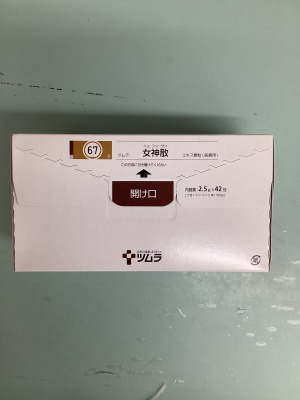 67
ツムラ
ニョ シン サン
女神散
エキス顆粒(医療用)
この方向に引き開けてください
開け口
内容量:2.5g×42包
ツムラ
紙